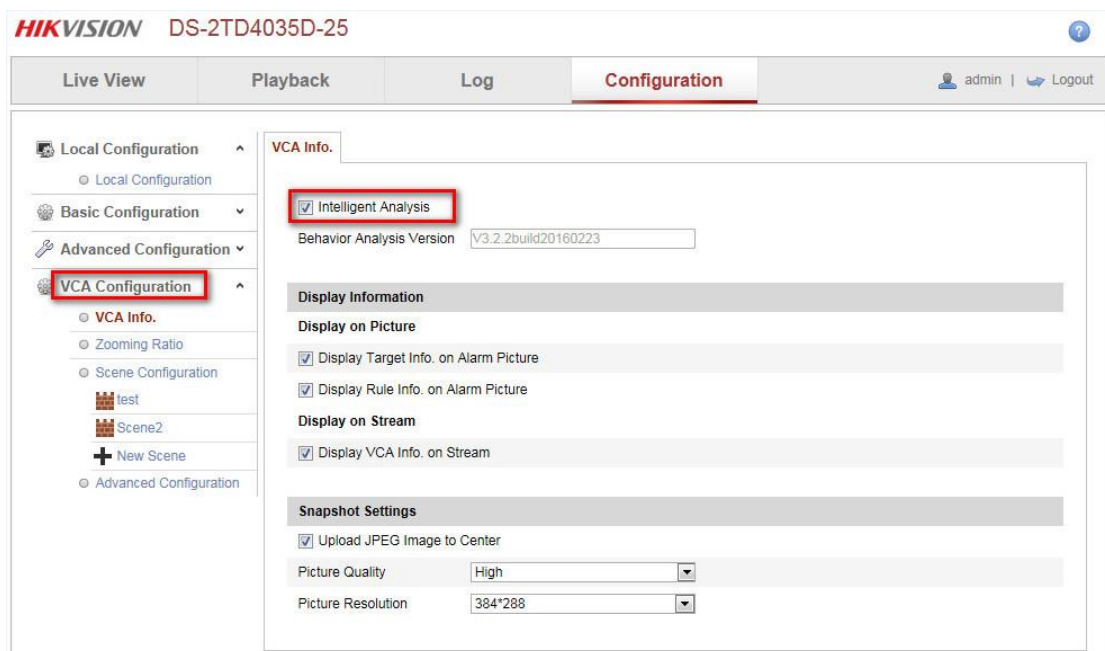 HIKVISION DS-2TD4035D-25
?
Live View Playback Log Configuration admin | Logout
Local Configuration
Local Configuration
Basic Configuration
Advanced Configuration
VCA Configuration
VCA Info.
Zooming Ratio
Scene Configuration
test
Scene2
New Scene
Advanced Configuration
VCA Info.
Intelligent Analysis
Behavior Analysis Version V3.2.2build20160223
Display Information
Display on Picture
Display Target Info. on Alarm Picture
Display Rule Info. on Alarm Picture
Display on Stream
Display VCA Info. on Stream
Snapshot Settings
Upload JPEG Image to Center
Picture Quality High
Picture Resolution 384*288